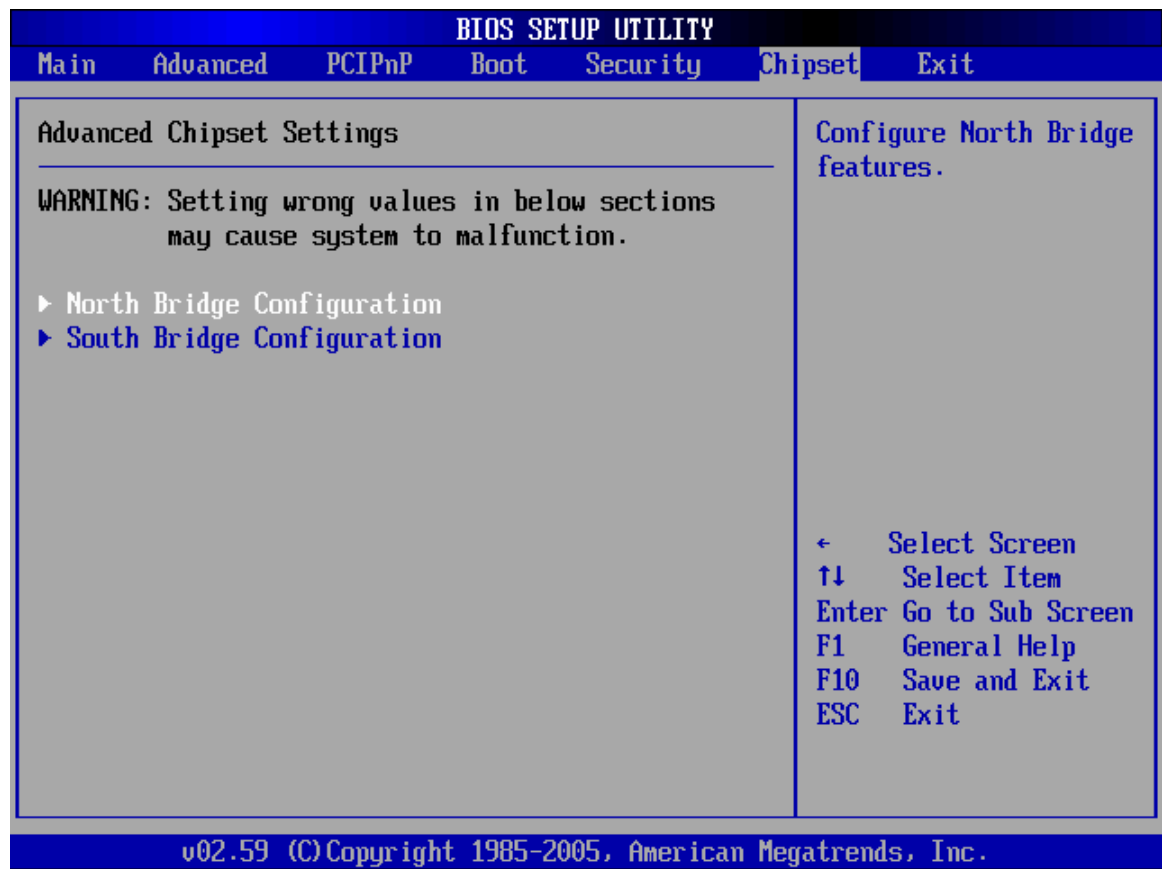 BIOS SETUP UTILITY
Main Advanced PCIPnP Boot Security Chipset Exit
Advanced Chipset Settings
WARNING: Setting wrong values in below sections
may cause system to malfunction.
▶ North Bridge Configuration
▶ South Bridge Configuration
Configure North Bridge
features.
← Select Screen
↑↓ Select Item
Enter Go to Sub Screen
F1 General Help
F10 Save and Exit
ESC Exit
v02.59 (C)Copyright 1985-2005, American Megatrends, Inc.